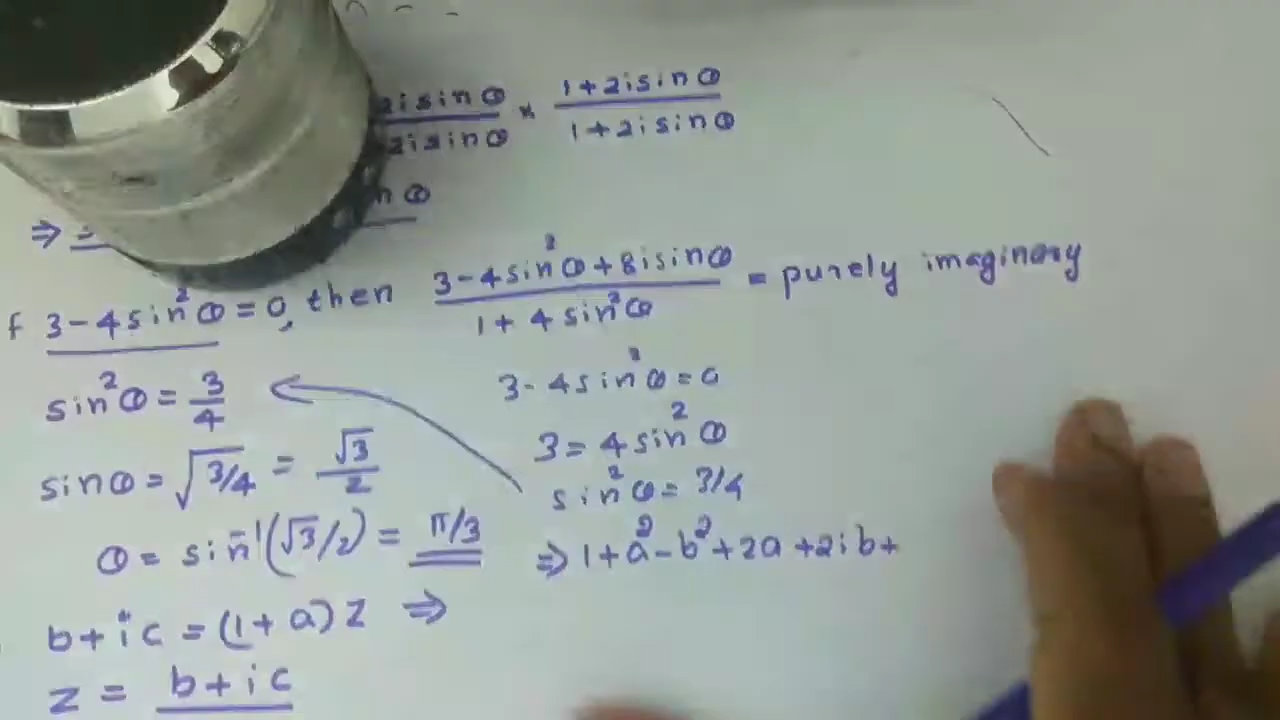 2isinθ/2isinθ × 1+2isinθ/1+2isinθ
⇒
3-4sin²θ=0, then 3-4sin²θ+8isinθ/1+4sin²θ = purely imaginary
sin²θ = 3/4
3-4sin²θ=0
3=4sin²θ
sinθ = √3/4 = √3/2
sin²θ=3/4
θ = sin⁻¹(√3/2) = π/3
⇒ 1+a²-b²+2a+2ib+
b+ic = (1+a)z ⇒
z = b+ic